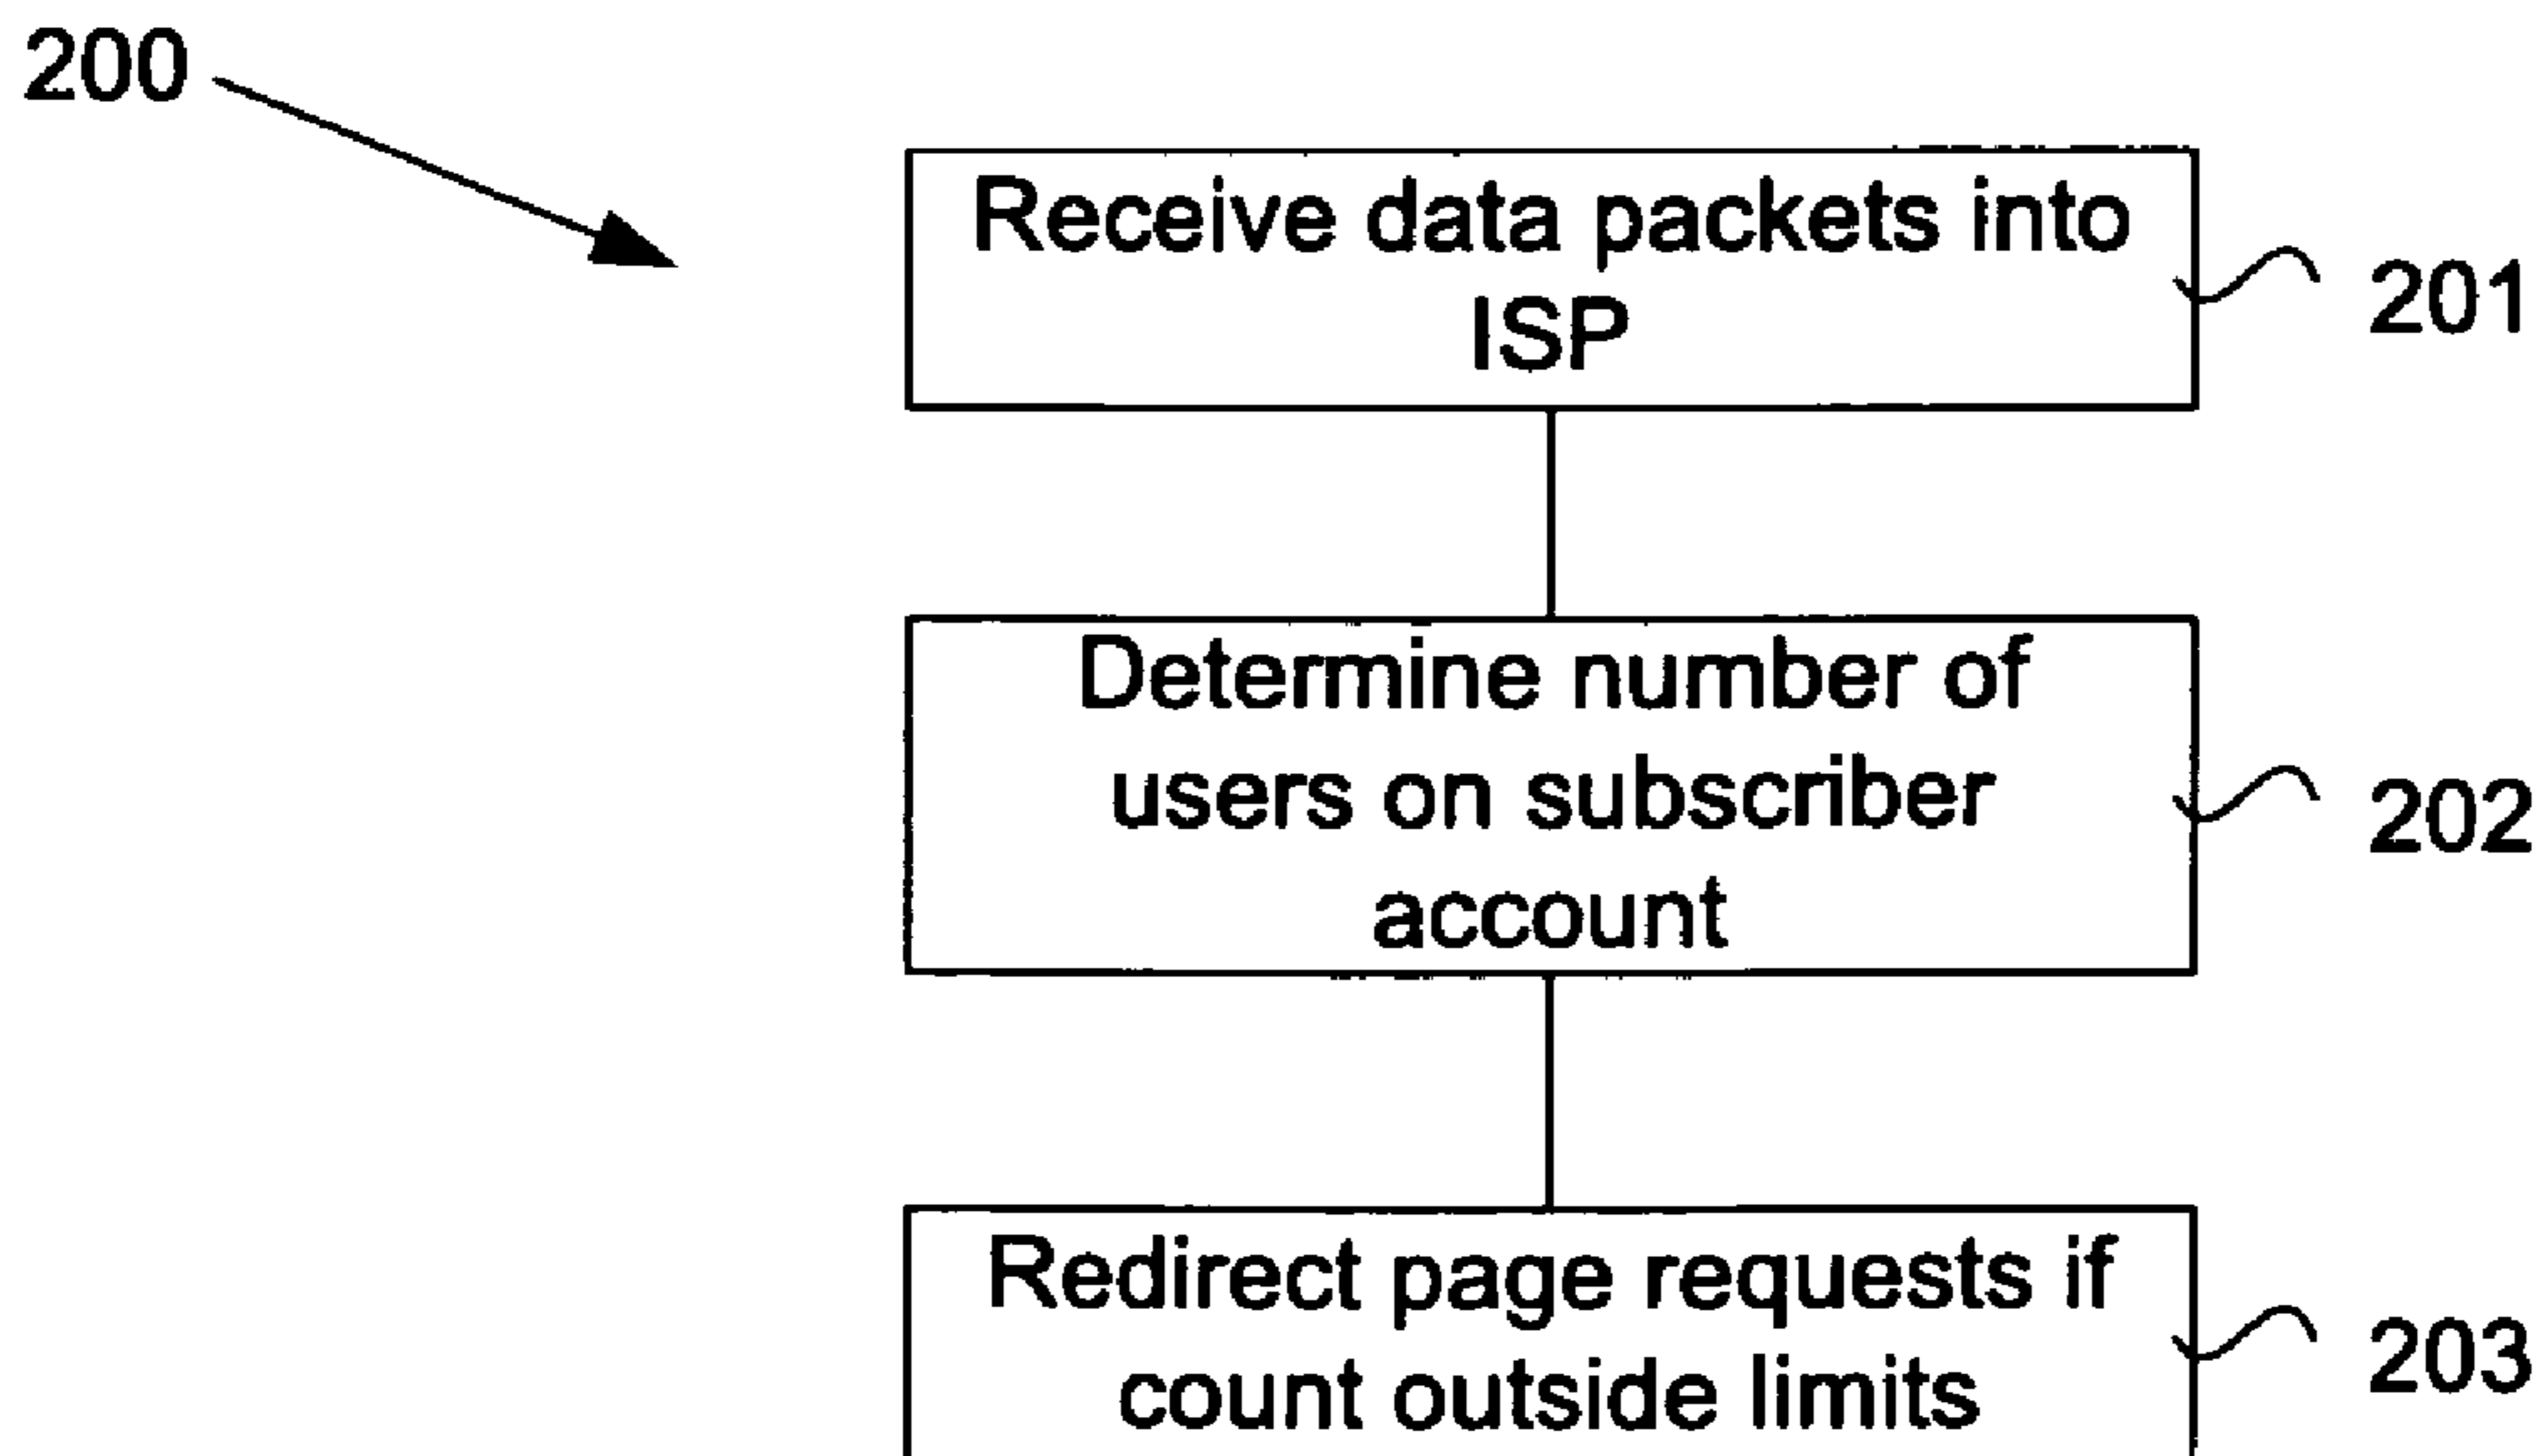 200
Receive data packets into
ISP
201
Determine number of
users on subscriber
account
202
Redirect page requests if
count outside limits
203